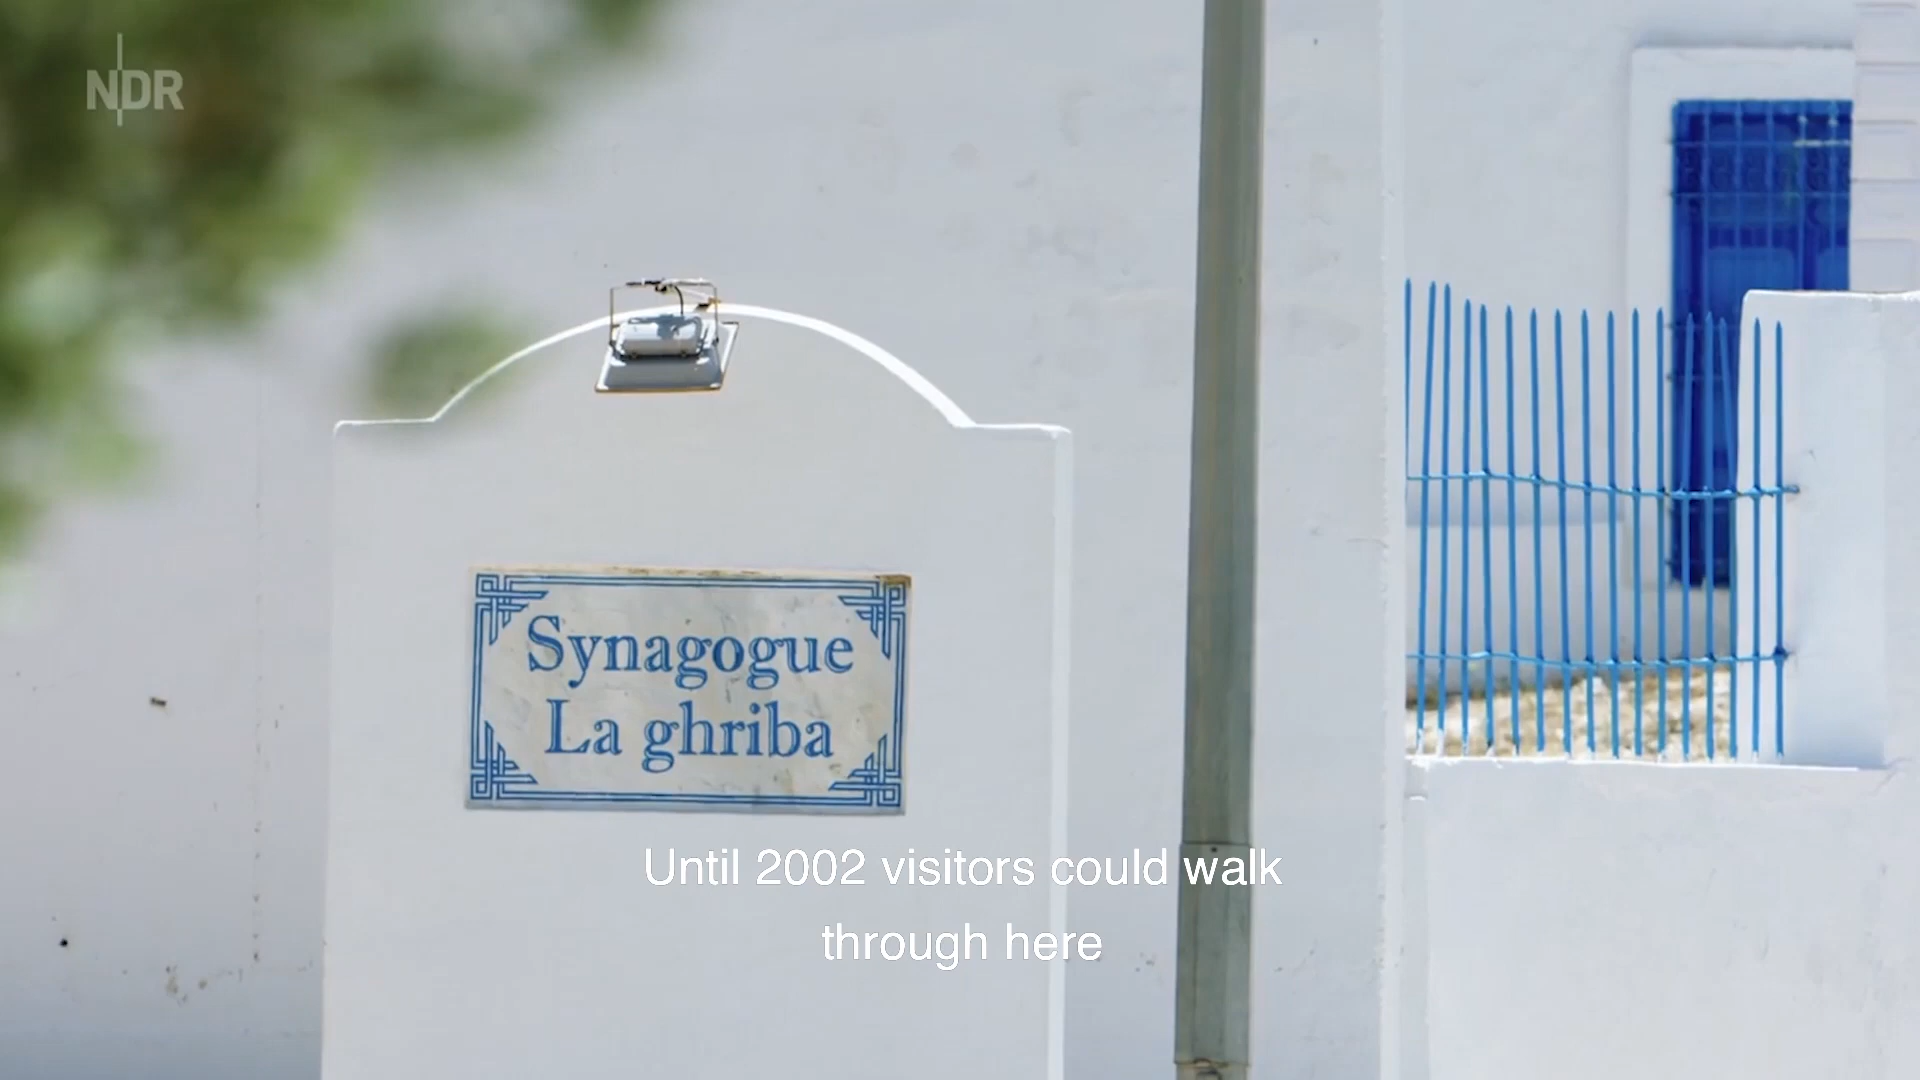 NDR
Synagogue
La ghriba
Until 2002 visitors could walk
through here